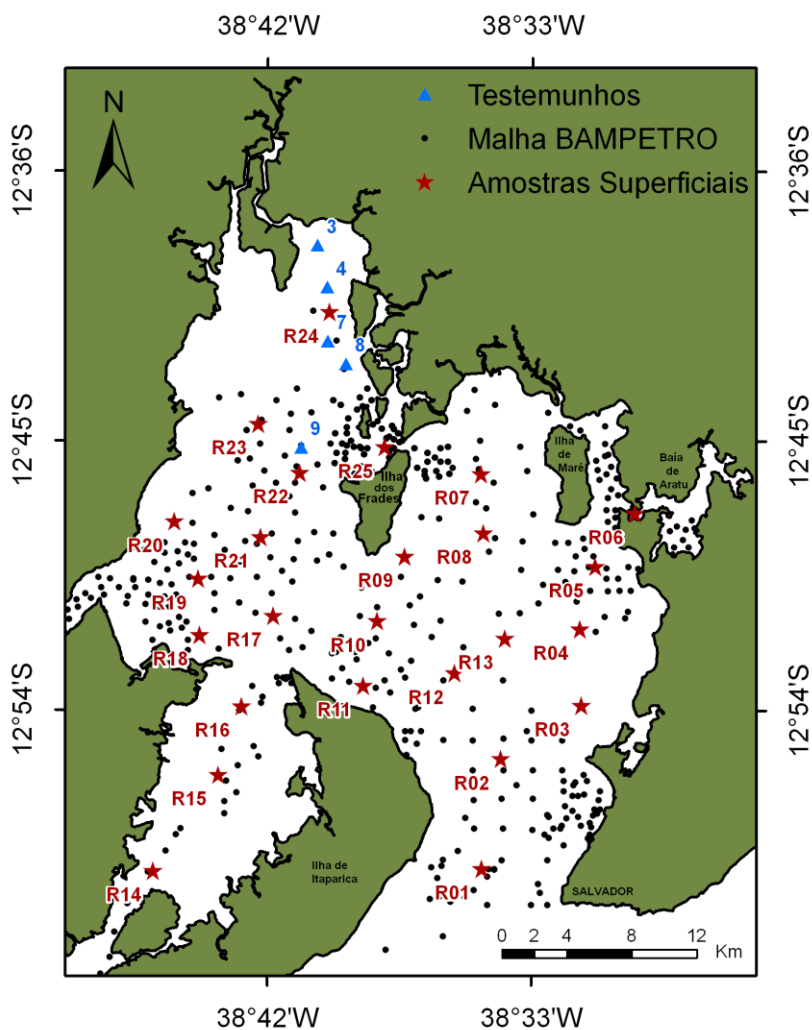 38°42'W
38°33'W
N
Testemunhos
Malha BAMPETRO
Amostras Superficiais
12°36'S
12°36'S
3
4
R24
7
8
12°45'S
12°45'S
R23
9
R25
R22
Ilha dos
Frades
R07
Ilha
de
Maré
Baía
de
Aratu
R20
R21
R06
R08
R09
R05
R19
R18
R17
R10
R13
R04
R12
R11
12°54'S
12°54'S
R16
R03
R02
R15
R14
Ilha de
Itaparica
R01
SALVADOR
0 2 4 8 12
Km
38°42'W
38°33'W